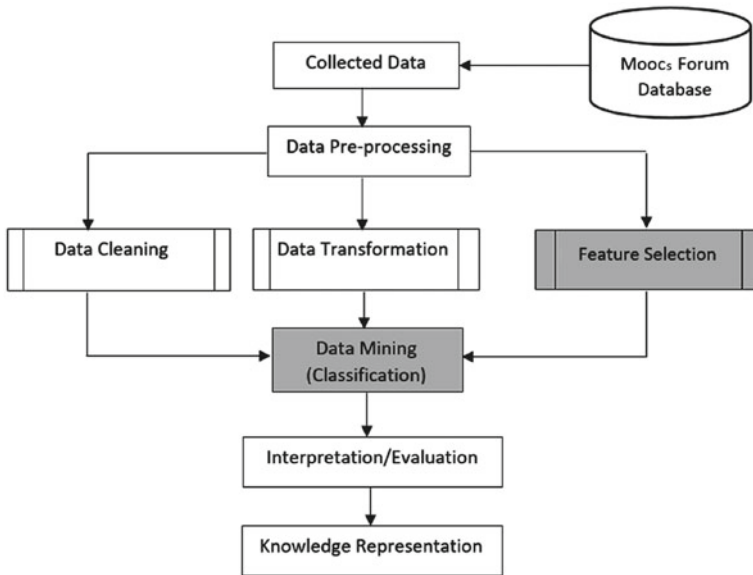 Collected Data
Moocs Forum
Database
Data Pre-processing
Data Cleaning
Data Transformation
Feature Selection
Data Mining
(Classification)
Interpretation/Evaluation
Knowledge Representation